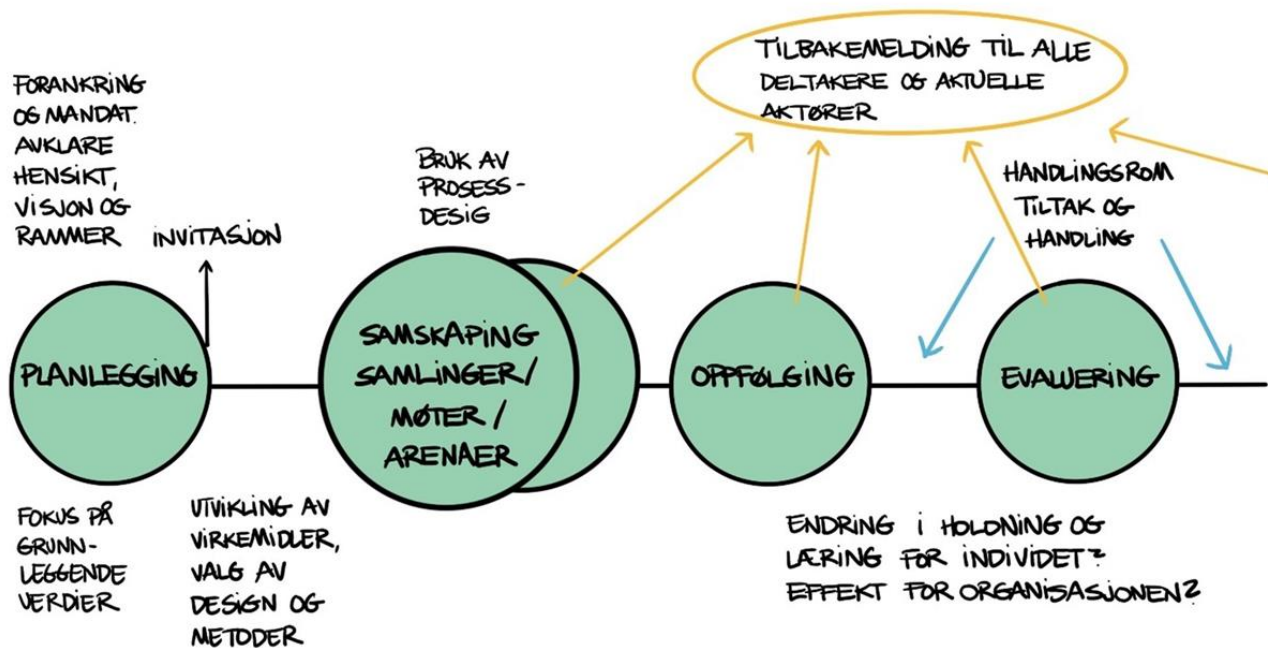 FORANKRING
OG MANDAT.
AVKLARE
HENSIKT,
VISJON OG
RAMMER
INVITASJON
PLANLEGGING
FOKUS PÅ
GRUNN-
LEGGENDE
VERDIER
UTVIKLING AV
VIRKEMIDLER,
VALG AV
DESIGN OG
METODER
BRUK AV
PROSESS-
DESIG
SAMSKAPING
SAMLINGER/
MØTER/
ARENAER
TILBAKEMELDING TIL ALLE
DELTAKERE OG AKTUELLE
AKTØRER
OPPFØLGING
HANDLINGSROM
TILTAK OG
HANDLING
EVALUERING
ENDRING I HOLDNING OG
LÆRING FOR INDIVIDET?
EFFEKT FOR ORGANISASJONEN?